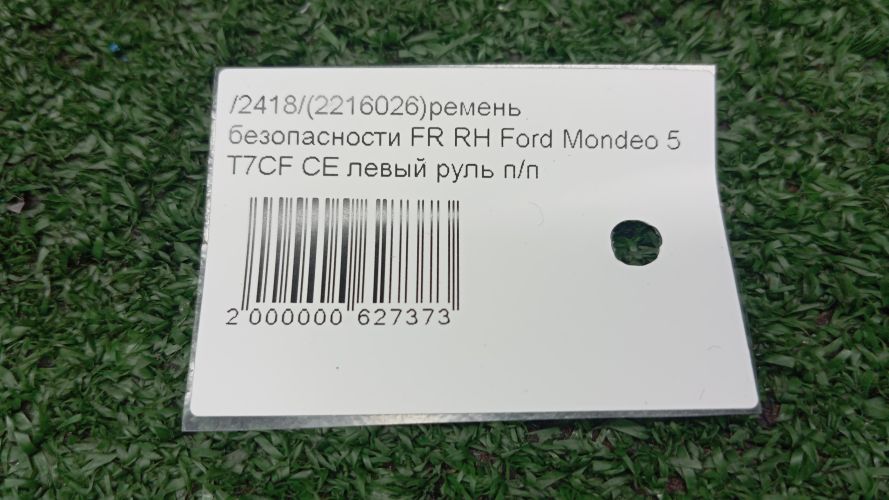 /2418/(2216026)ремень
безопасности FR RH Ford Mondeo 5
T7CF CE левый руль п/п
2 000000 627373